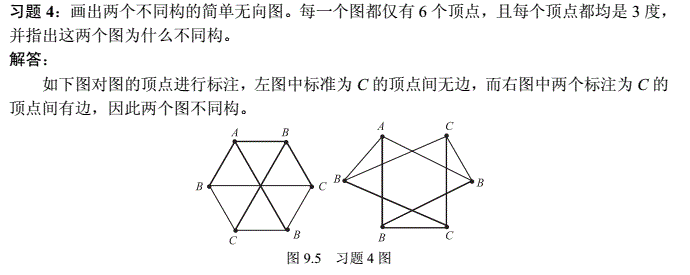 习题 4：画出两个不同构的简单无向图。每一个图都仅有 6 个顶点，且每个顶点都均是 3 度，
并指出这两个图为什么不同构。
解答：
如下图对图的顶点进行标注，左图中标准为 C 的顶点间无边，而右图中两个标注为 C 的
顶点间有边，因此两个图不同构。
A B
B C
C B
A C
B B
B C
图 9.5 习题 4 图